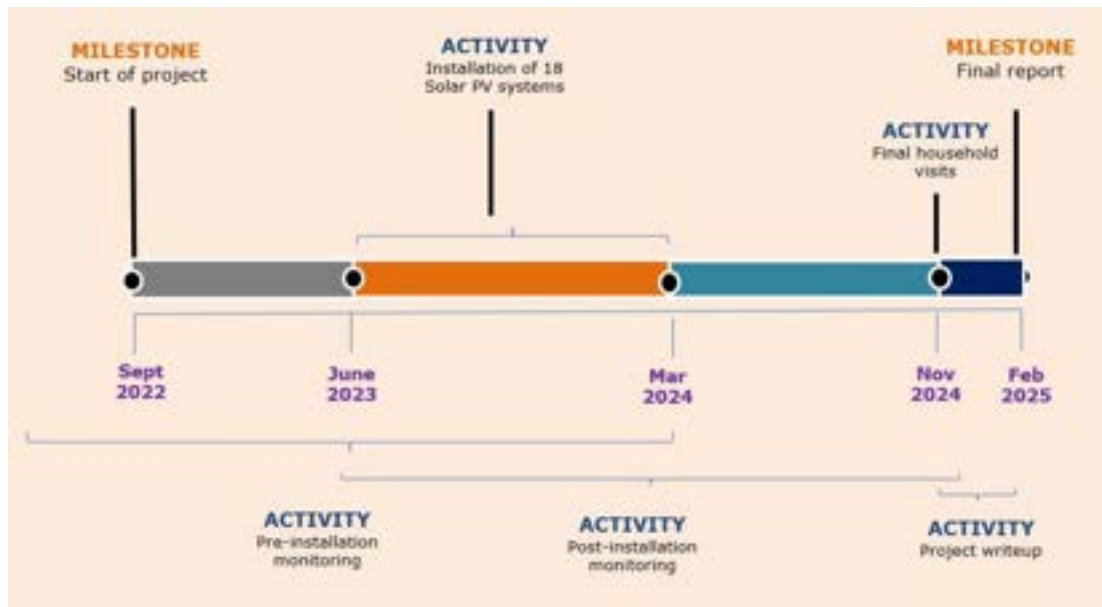 MILESTONE
Start of project
ACTIVITY
Installation of 18
Solar PV systems
MILESTONE
Final report
ACTIVITY
Final household
visits
Sept
2022
June
2023
Mar
2024
Nov
2024
Feb
2025
ACTIVITY
Pre-installation
monitoring
ACTIVITY
Post-installation
monitoring
ACTIVITY
Project writeup